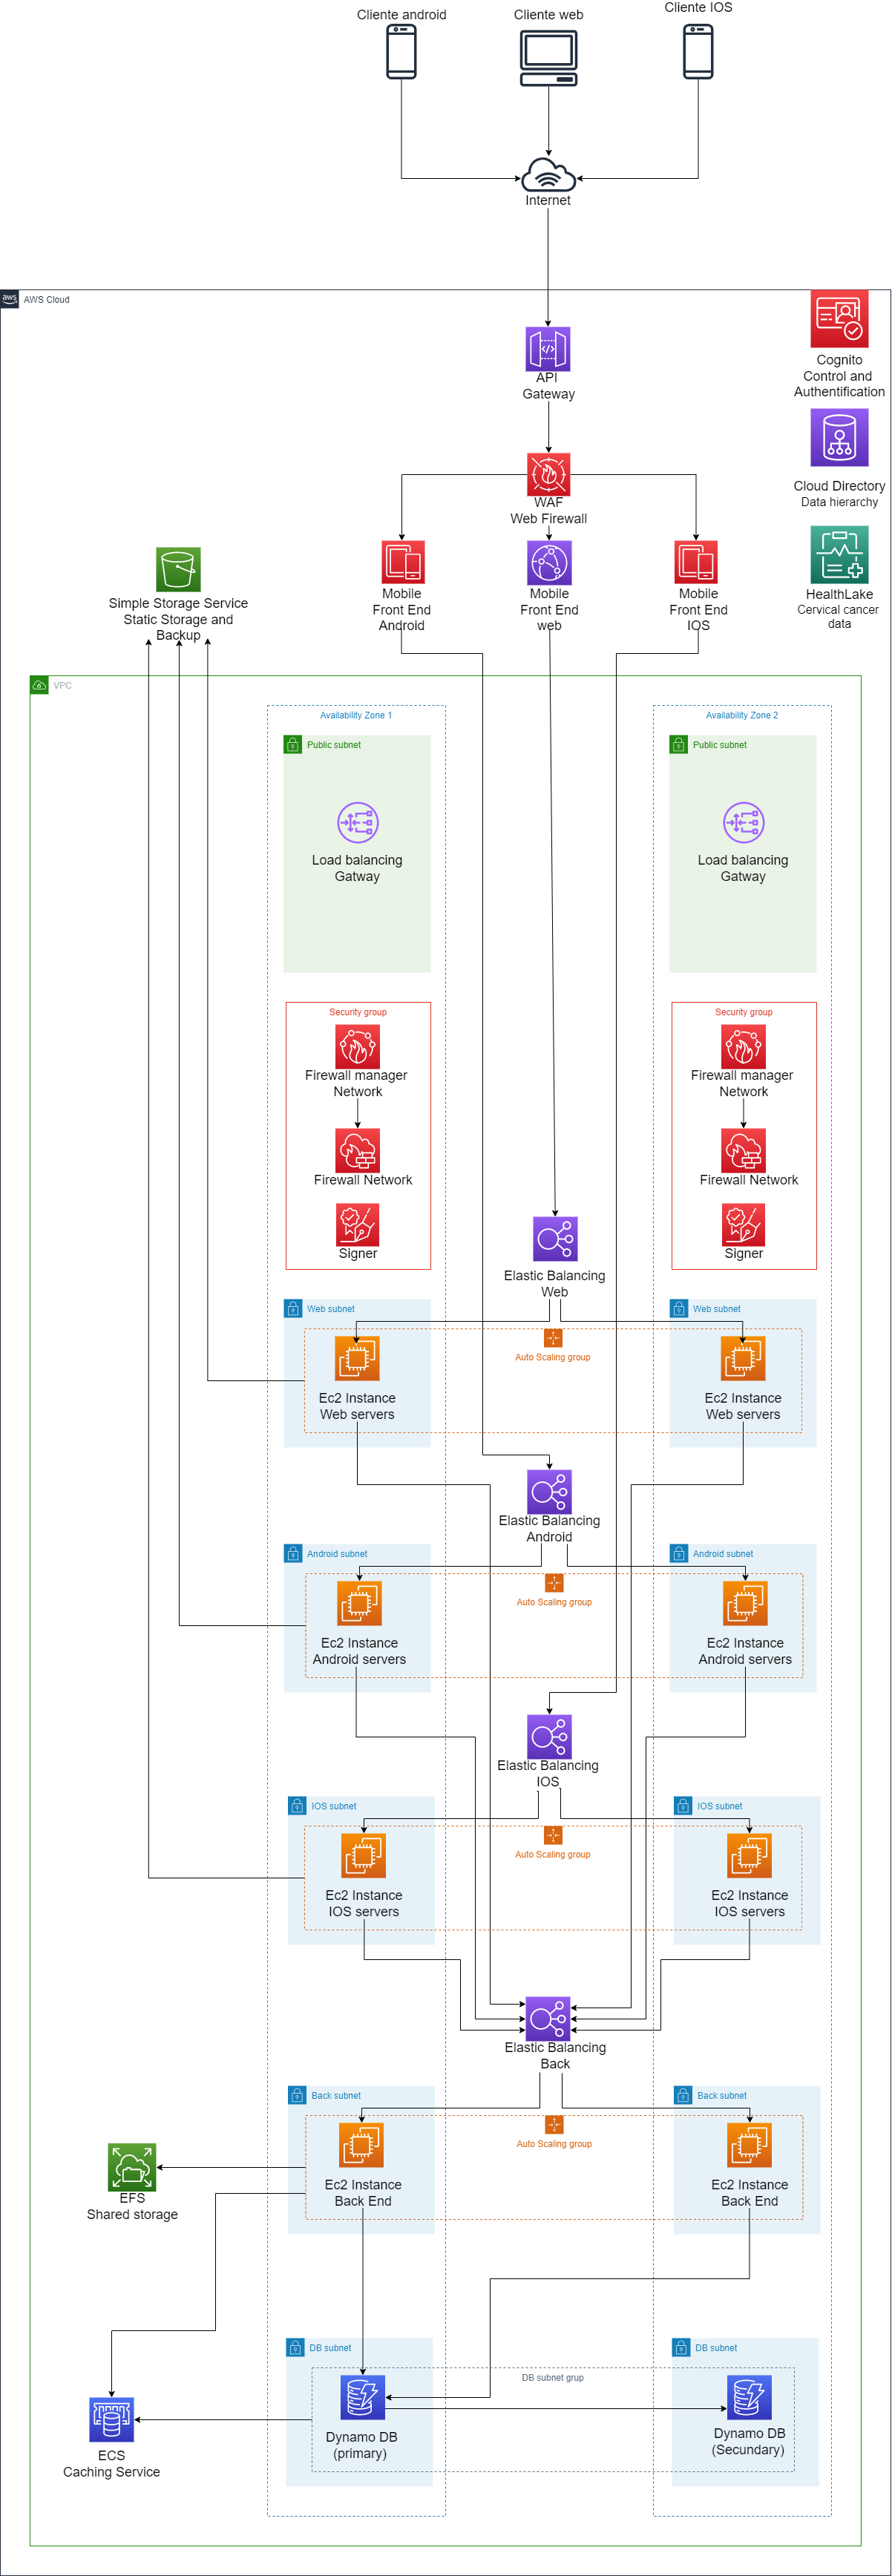 Cliente android
Cliente web
Cliente IOS
Internet
aws
AWS Cloud
API
Gateway
Cognito
Control and
Authentification
WAF
Web Firewall
Cloud Directory
Data hierarchy
Simple Storage Service
Static Storage and
Backup
Mobile
Front End
Android
Mobile
Front End
web
Mobile
Front End
IOS
HealthLake
Cervical cancer
data
VPC
Availability Zone 1
Availability Zone 2
Public subnet
Public subnet
Load balancing
Gatway
Load balancing
Gatway
Security group
Security group
Firewall manager
Network
Firewall manager
Network
Firewall Network
Firewall Network
Signer
Signer
Elastic Balancing
Web
Web subnet
Web subnet
Auto Scaling group
Ec2 Instance
Web servers
Ec2 Instance
Web servers
Elastic Balancing
Android
Android subnet
Android subnet
Auto Scaling group
Ec2 Instance
Android servers
Ec2 Instance
Android servers
Elastic Balancing
IOS
IOS subnet
IOS subnet
Auto Scaling group
Ec2 Instance
IOS servers
Ec2 Instance
IOS servers
Elastic Balancing
Back
Back subnet
Back subnet
Auto Scaling group
Ec2 Instance
Back End
Ec2 Instance
Back End
EFS
Shared storage
DB subnet
DB subnet
DB subnet grup
Dynamo DB
(primary)
Dynamo DB
(Secundary)
ECS
Caching Service